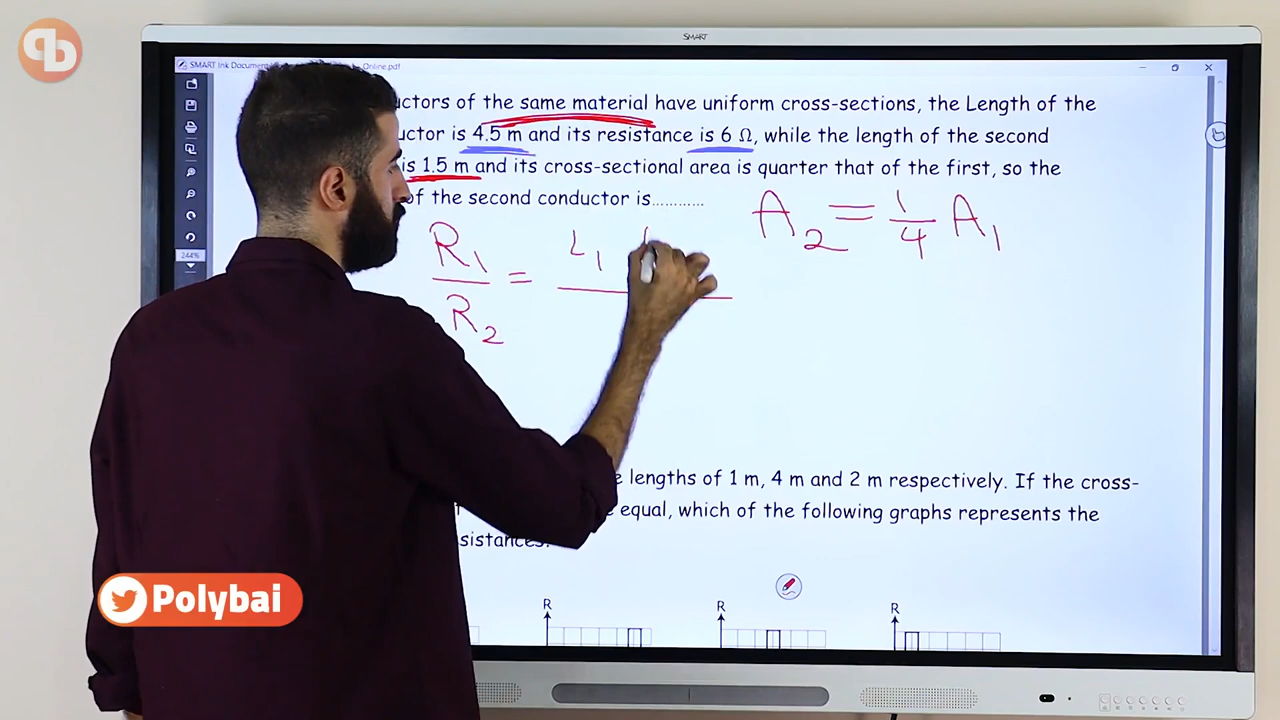 SMART
SMART Ink Document
Online.pdf
of the same material have uniform cross-sections, the Length of the
is 4.5 m and its resistance is 6 Ω, while the length of the second
is 1.5 m and its cross-sectional area is quarter that of the first, so the
of the second conductor is............
A2 = 1/4 A1
R1/R2 = L1
244%
lengths of 1 m, 4 m and 2 m respectively. If the cross-
equal, which of the following graphs represents the
R
R
R
Polybai